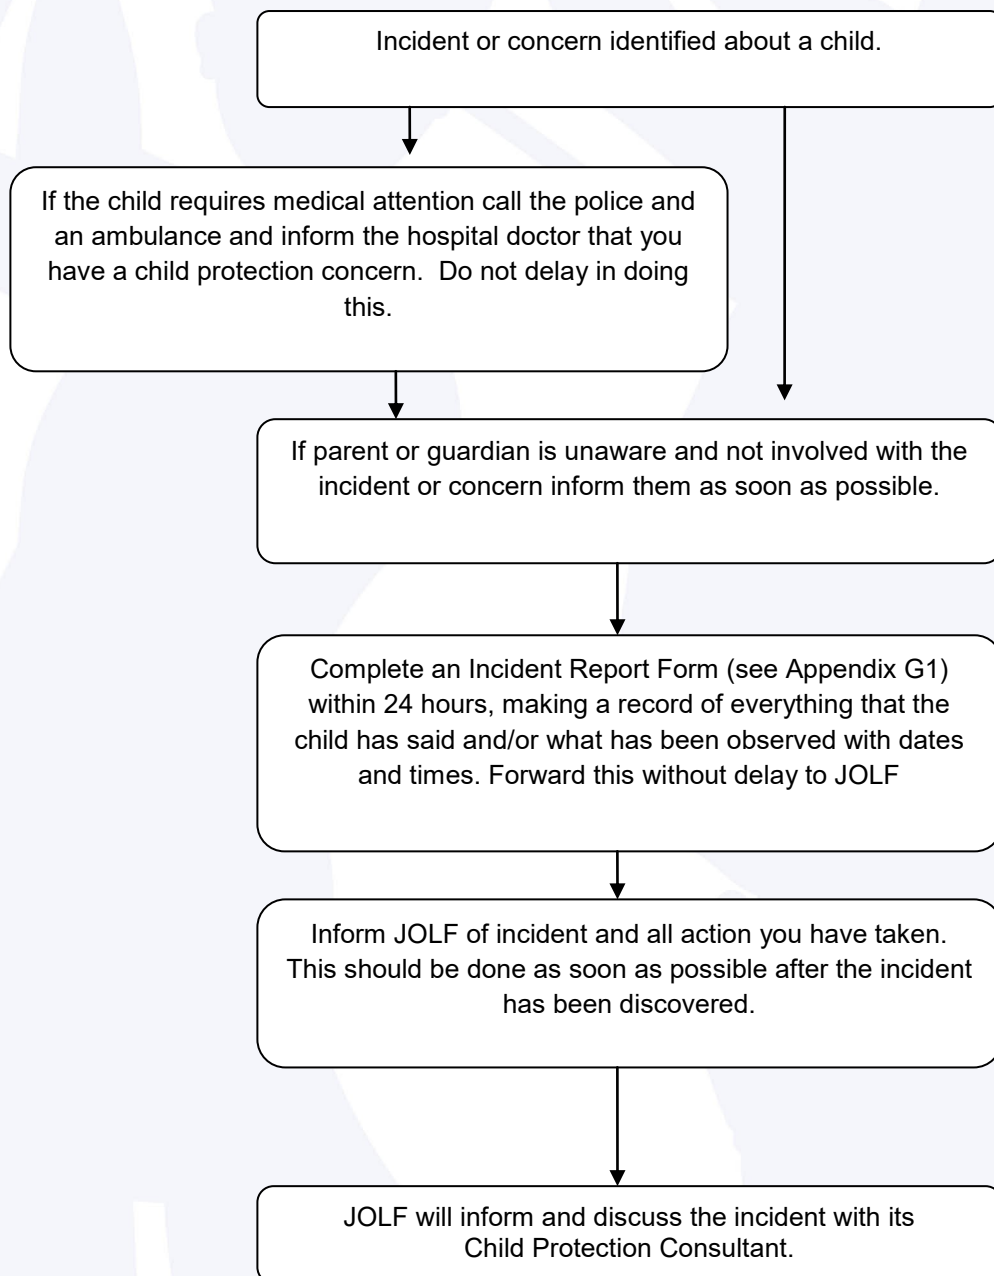 Incident or concern identified about a child.
If the child requires medical attention call the police and
an ambulance and inform the hospital doctor that you
have a child protection concern.  Do not delay in doing
this.
If parent or guardian is unaware and not involved with the
incident or concern inform them as soon as possible.
Complete an Incident Report Form (see Appendix G1)
within 24 hours, making a record of everything that the
child has said and/or what has been observed with dates
and times. Forward this without delay to JOLF
Inform JOLF of incident and all action you have taken.
This should be done as soon as possible after the incident
has been discovered.
JOLF will inform and discuss the incident with its
Child Protection Consultant.